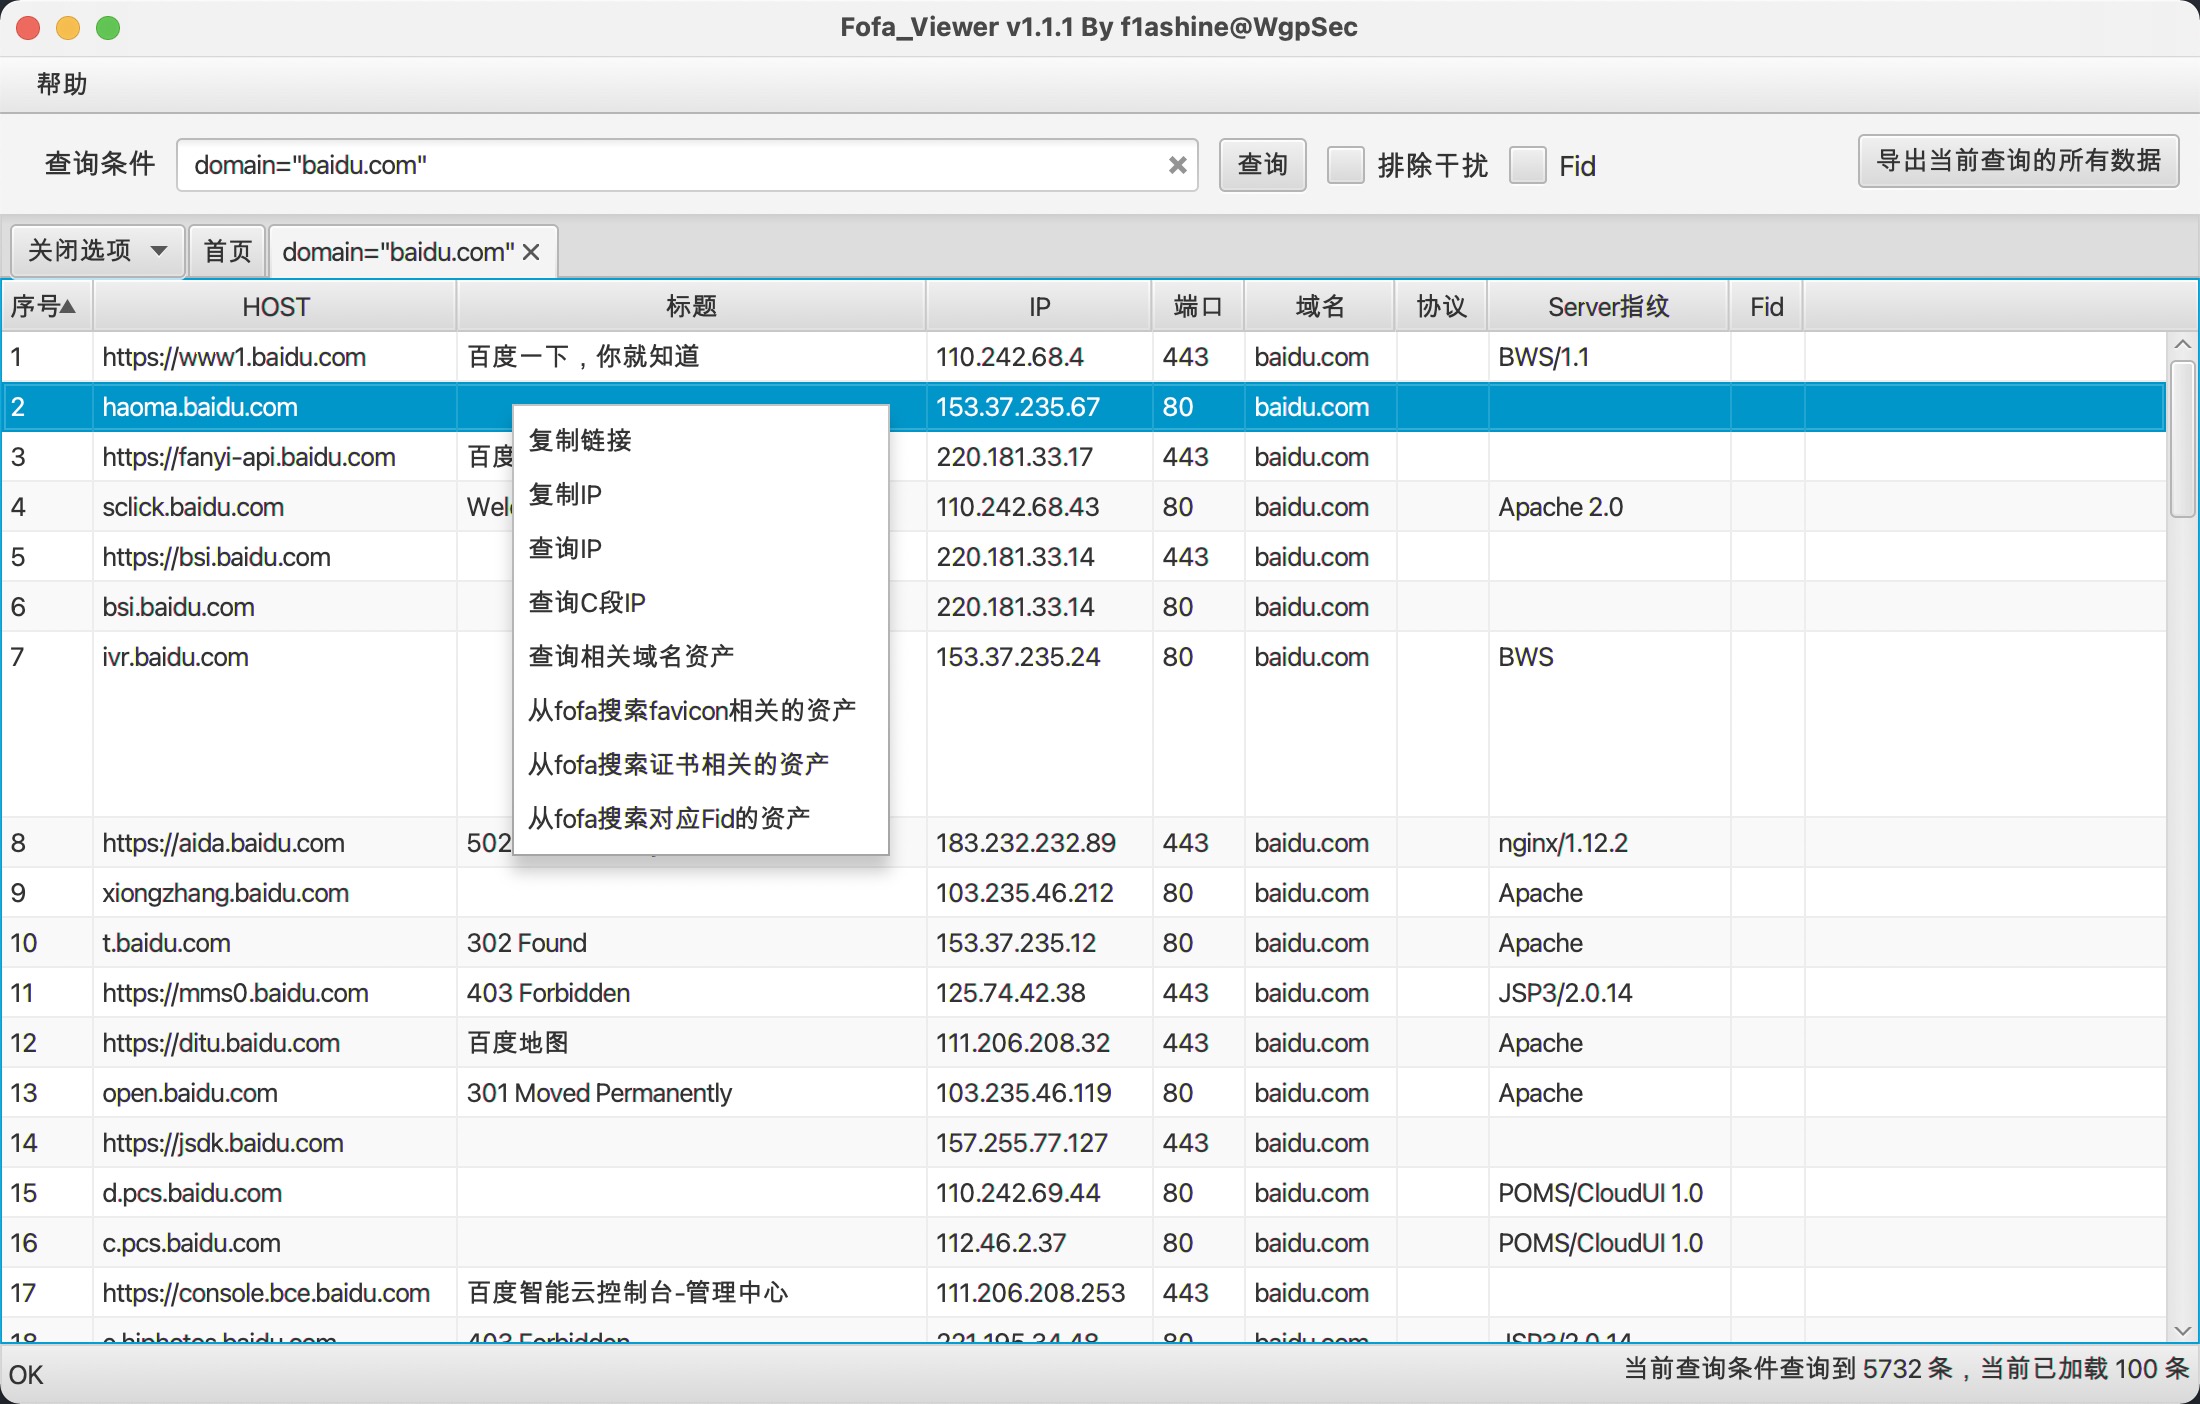 Fofa_Viewer v1.1.1 By f1ashine@WgpSec
帮助
查询条件 domain="baidu.com" 查询 排除干扰 Fid 导出当前查询的所有数据
关闭选项 首页 domain="baidu.com"
序号 HOST 标题 IP 端口 域名 协议 Server指纹 Fid
1 https://www1.baidu.com 百度一下，你就知道 110.242.68.4 443 baidu.com BWS/1.1
2 haoma.baidu.com 153.37.235.67 80 baidu.com
3 https://fanyi-api.baidu.com 百度 220.181.33.17 443 baidu.com
4 sclick.baidu.com 110.242.68.43 80 baidu.com Apache 2.0
5 https://bsi.baidu.com 220.181.33.14 443 baidu.com
6 bsi.baidu.com 220.181.33.14 80 baidu.com
7 ivr.baidu.com 153.37.235.24 80 baidu.com BWS
8 https://aida.baidu.com 502 183.232.232.89 443 baidu.com nginx/1.12.2
9 xiongzhang.baidu.com 103.235.46.212 80 baidu.com Apache
10 t.baidu.com 302 Found 153.37.235.12 80 baidu.com Apache
11 https://mms0.baidu.com 403 Forbidden 125.74.42.38 443 baidu.com JSP3/2.0.14
12 https://ditu.baidu.com 百度地图 111.206.208.32 443 baidu.com Apache
13 open.baidu.com 301 Moved Permanently 103.235.46.119 80 baidu.com Apache
14 https://jsdk.baidu.com 157.255.77.127 443 baidu.com
15 d.pcs.baidu.com 110.242.69.44 80 baidu.com POMS/CloudUI 1.0
16 c.pcs.baidu.com 112.46.2.37 80 baidu.com POMS/CloudUI 1.0
17 https://console.bce.baidu.com 百度智能云控制台-管理中心 111.206.208.253 443 baidu.com
18 403 Forbidden 221.195.34.48 80 baidu.com JSP3/2.0.14
复制链接
复制IP
查询IP
查询C段IP
查询相关域名资产
从fofa搜索favicon相关的资产
从fofa搜索证书相关的资产
从fofa搜索对应Fid的资产
OK 当前查询条件查询到 5732 条，当前已加载 100 条